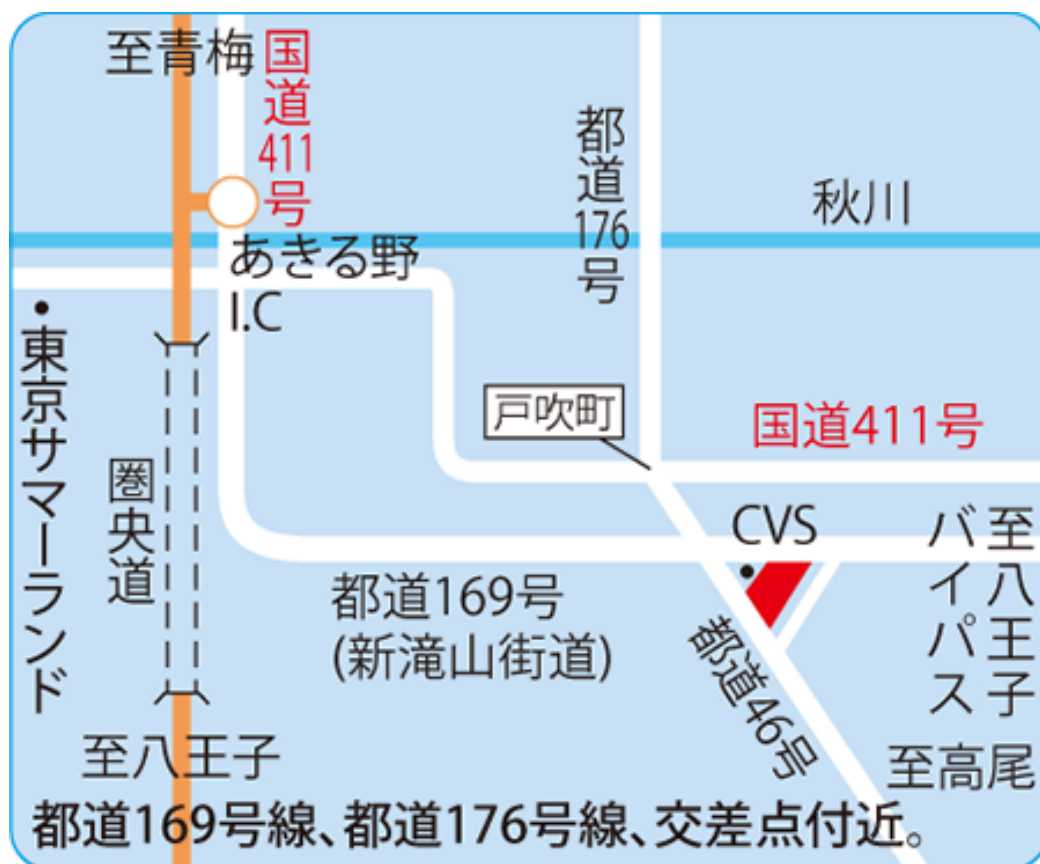 至青梅
国道411号
都道176号
秋川
あきる野
I.C
・東京サマーランド
戸吹町
国道411号
圏央道
CVS
至八王子
バイパス
都道169号
(新滝山街道)
都道46号
至八王子
至高尾
都道169号線、都道176号線、交差点付近。